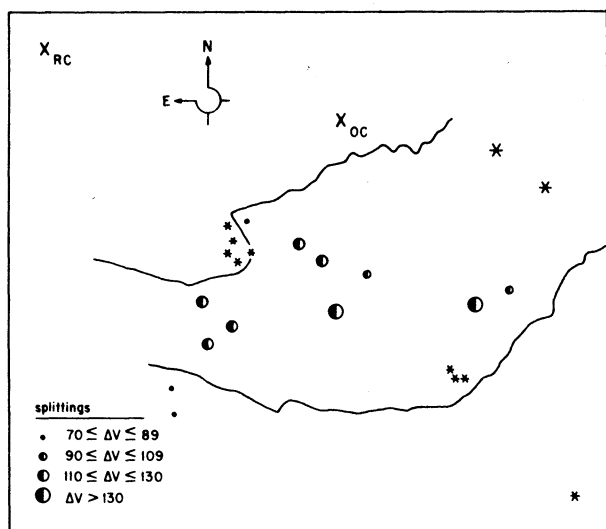 X RC
N
E
X OC
splittings
70 ≤ ΔV ≤ 89
90 ≤ ΔV ≤ 109
110 ≤ ΔV ≤ 130
ΔV > 130